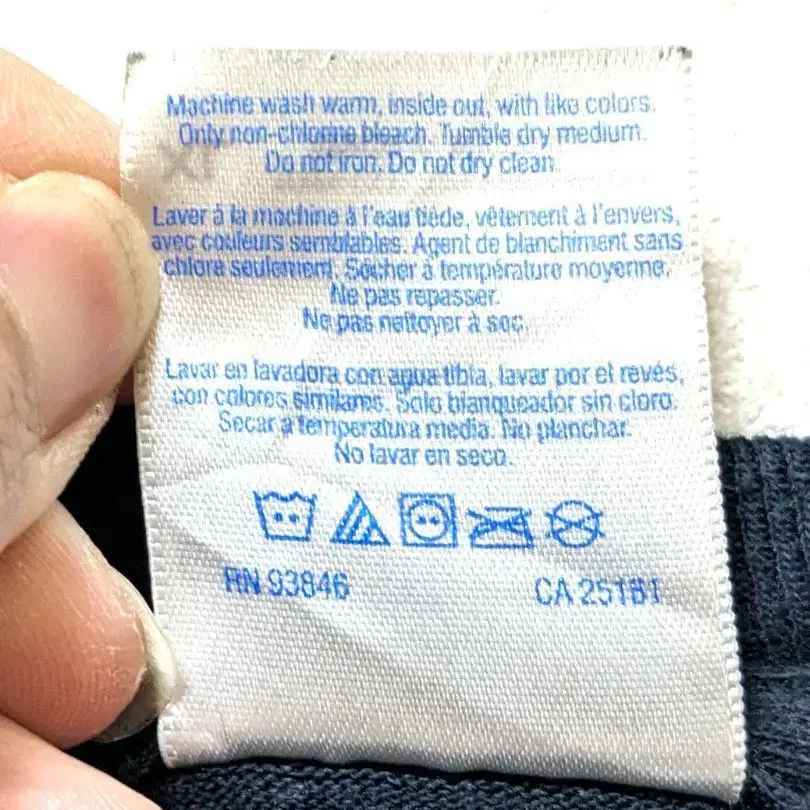 Machine wash warm, inside out, with like colors.
Only non-chlorine bleach. Tumble dry medium.
Do not iron. Do not dry clean.
Laver à la machine à l'eau tiède, vêtement à l'envers,
avec couleurs semblables. Agent de blanchiment sans
chlore seulement. Sécher à température moyenne.
Ne pas repasser.
Ne pas nettoyer à sec.
Lavar en lavadora con agua tibia, lavar por el revés,
con colores similares. Solo blanqueador sin cloro.
Secar a temperatura media. No planchar.
No lavar en seco.
RN 93846
CA 25181